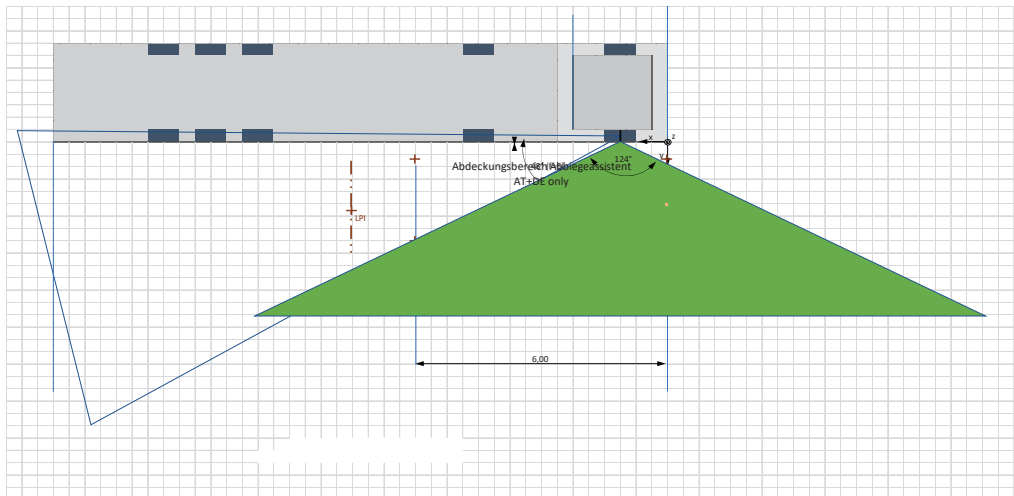 x
z
y
124°
Abdeckungsbereich Abbiegeassistent
AT+DE only
LPI
6,00